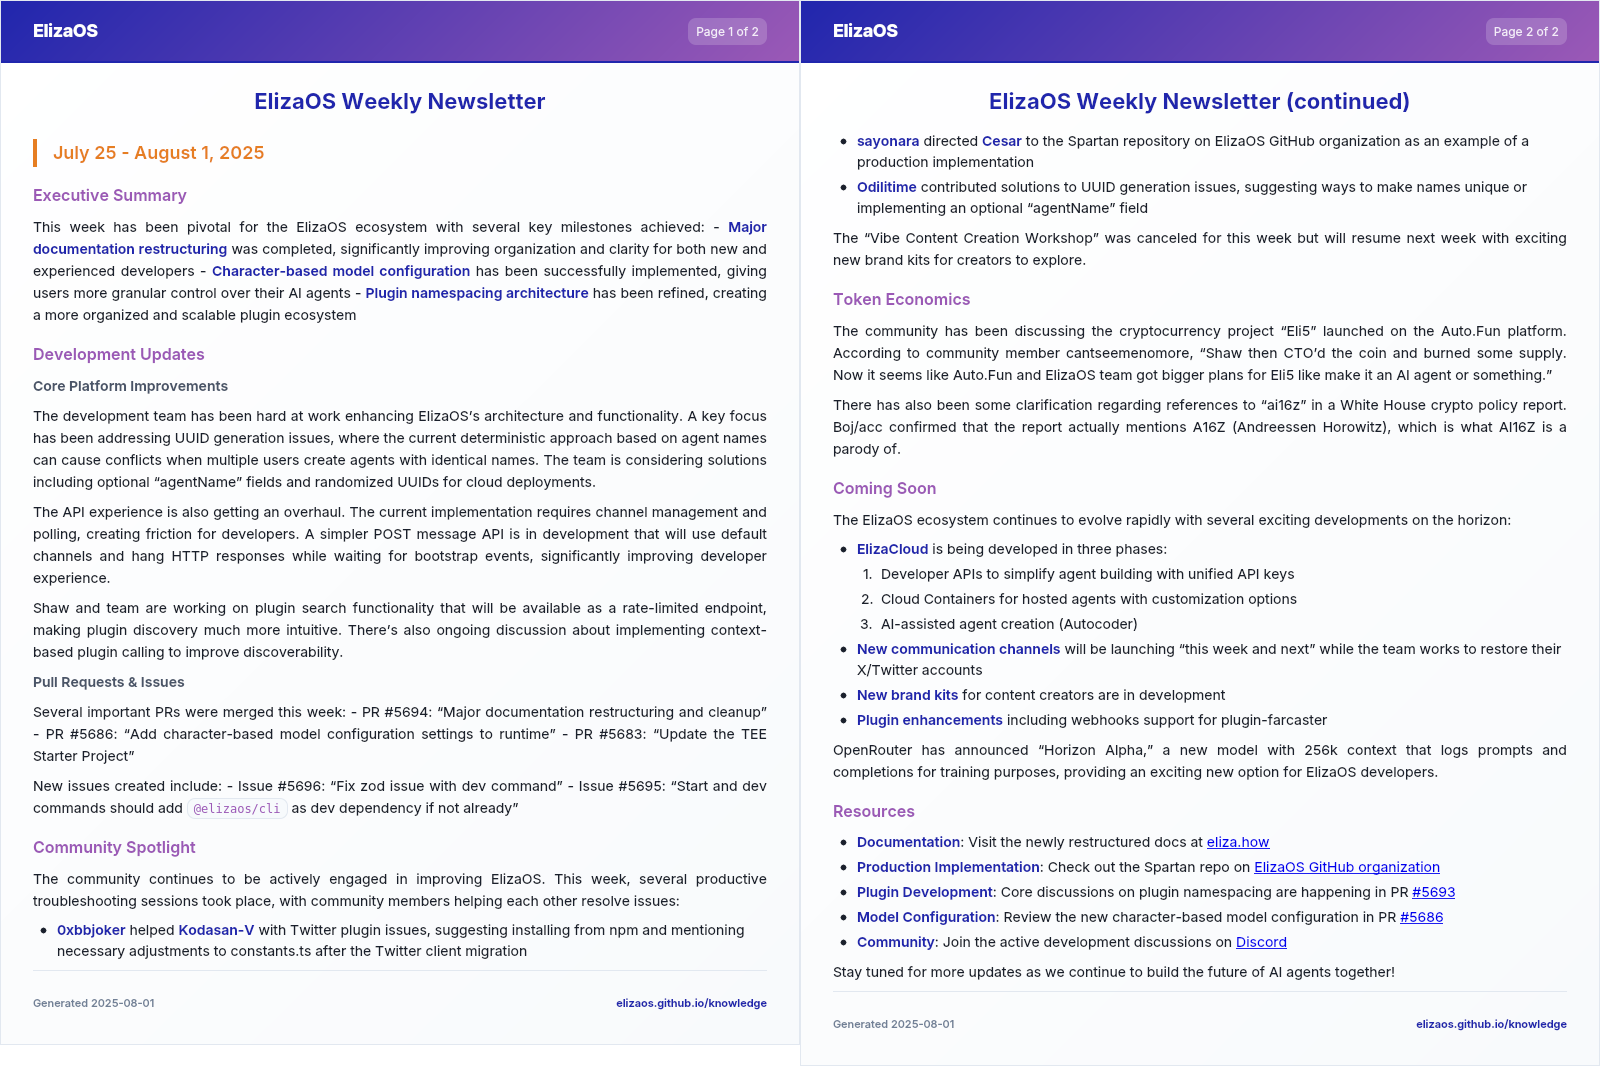 ElizaOS
Page 1 of 2
ElizaOS Weekly Newsletter
July 25 - August 1, 2025
Executive Summary
This week has been pivotal for the ElizaOS ecosystem with several key milestones achieved: - Major
documentation restructuring was completed, significantly improving organization and clarity for both new and
experienced developers - Character-based model configuration has been successfully implemented, giving
users more granular control over their AI agents - Plugin namespacing architecture has been refined, creating
a more organized and scalable plugin ecosystem
Development Updates
Core Platform Improvements
The development team has been hard at work enhancing ElizaOS’s architecture and functionality. A key focus
has been addressing UUID generation issues, where the current deterministic approach based on agent names
can cause conflicts when multiple users create agents with identical names. The team is considering solutions
including optional “agentName” fields and randomized UUIDs for cloud deployments.
The API experience is also getting an overhaul. The current implementation requires channel management and
polling, creating friction for developers. A simpler POST message API is in development that will use default
channels and hang HTTP responses while waiting for bootstrap events, significantly improving developer
experience.
Shaw and team are working on plugin search functionality that will be available as a rate-limited endpoint,
making plugin discovery much more intuitive. There’s also ongoing discussion about implementing context-
based plugin calling to improve discoverability.
Pull Requests & Issues
Several important PRs were merged this week: - PR #5694: “Major documentation restructuring and cleanup”
- PR #5686: “Add character-based model configuration settings to runtime” - PR #5683: “Update the TEE
Starter Project”
New issues created include: - Issue #5696: “Fix zod issue with dev command” - Issue #5695: “Start and dev
commands should add @elizaos/cli as dev dependency if not already”
Community Spotlight
The community continues to be actively engaged in improving ElizaOS. This week, several productive
troubleshooting sessions took place, with community members helping each other resolve issues:
• 0xbbjoker helped Kodasan-V with Twitter plugin issues, suggesting installing from npm and mentioning
necessary adjustments to constants.ts after the Twitter client migration
Generated 2025-08-01
elizaos.github.io/knowledge
ElizaOS
Page 2 of 2
ElizaOS Weekly Newsletter (continued)
• sayonara directed Cesar to the Spartan repository on ElizaOS GitHub organization as an example of a
production implementation
• Odilitime contributed solutions to UUID generation issues, suggesting ways to make names unique or
implementing an optional “agentName” field
The “Vibe Content Creation Workshop” was canceled for this week but will resume next week with exciting
new brand kits for creators to explore.
Token Economics
The community has been discussing the cryptocurrency project “Eli5” launched on the Auto.Fun platform.
According to community member cantseemenomore, “Shaw then CTO’d the coin and burned some supply.
Now it seems like Auto.Fun and ElizaOS team got bigger plans for Eli5 like make it an AI agent or something.”
There has also been some clarification regarding references to “ai16z” in a White House crypto policy report.
Boj/acc confirmed that the report actually mentions A16Z (Andreessen Horowitz), which is what AI16Z is a
parody of.
Coming Soon
The ElizaOS ecosystem continues to evolve rapidly with several exciting developments on the horizon:
• ElizaCloud is being developed in three phases:
1. Developer APIs to simplify agent building with unified API keys
2. Cloud Containers for hosted agents with customization options
3. AI-assisted agent creation (Autocoder)
• New communication channels will be launching “this week and next” while the team works to restore their
X/Twitter accounts
• New brand kits for content creators are in development
• Plugin enhancements including webhooks support for plugin-farcaster
OpenRouter has announced “Horizon Alpha,” a new model with 256k context that logs prompts and
completions for training purposes, providing an exciting new option for ElizaOS developers.
Resources
• Documentation: Visit the newly restructured docs at eliza.how
• Production Implementation: Check out the Spartan repo on ElizaOS GitHub organization
• Plugin Development: Core discussions on plugin namespacing are happening in PR #5693
• Model Configuration: Review the new character-based model configuration in PR #5686
• Community: Join the active development discussions on Discord
Stay tuned for more updates as we continue to build the future of AI agents together!
Generated 2025-08-01
elizaos.github.io/knowledge